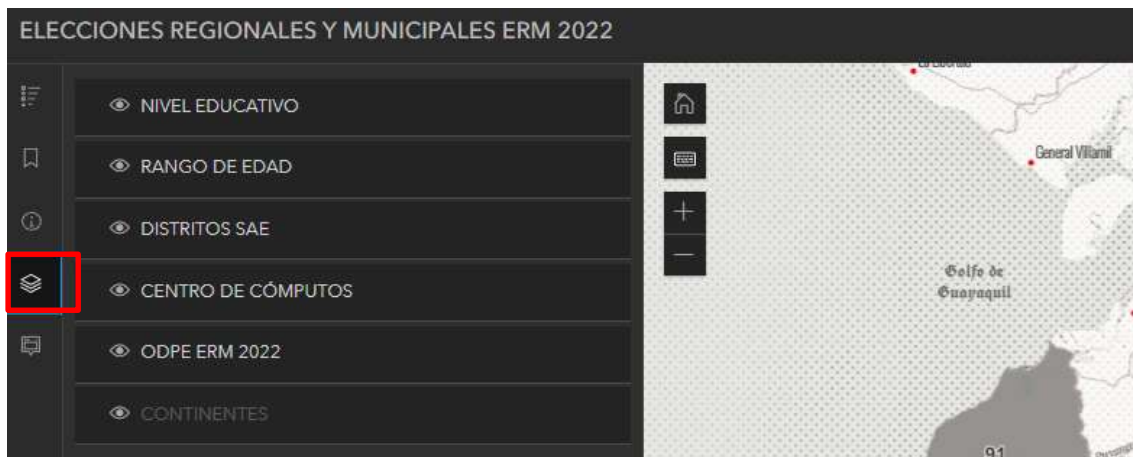 ELECCIONES REGIONALES Y MUNICIPALES ERM 2022
NIVEL EDUCATIVO
RANGO DE EDAD
DISTRITOS SAE
CENTRO DE CÓMPUTOS
ODPE ERM 2022
CONTINENTES
General Villamil
Golfo de
Guayaquil
91